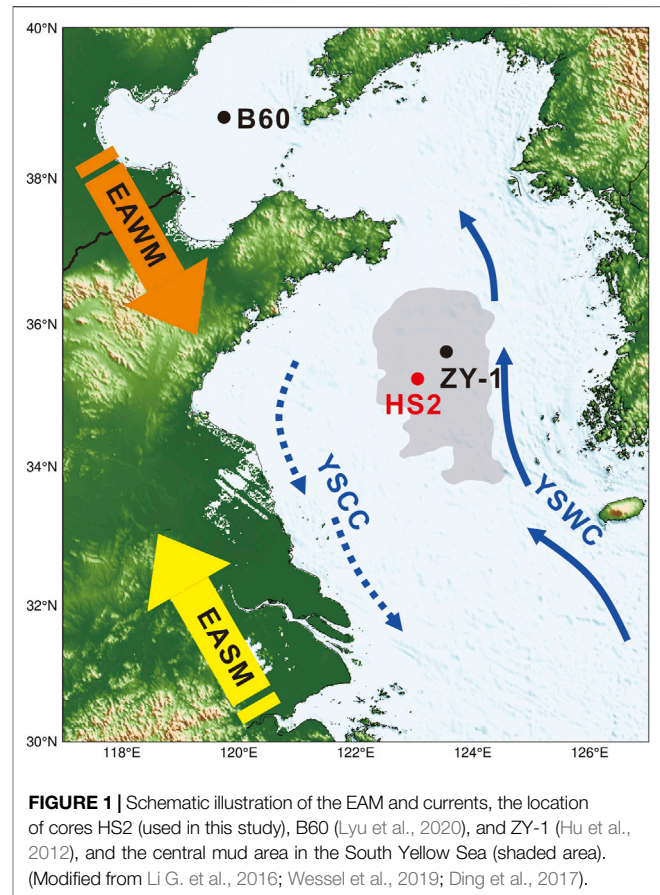 40°N
B60
38°N
EAWM
36°N
ZY-1
HS2
34°N
YSCC
YSWC
32°N
EASM
30°N
118°E 120°E 122°E 124°E 126°E
FIGURE 1 | Schematic illustration of the EAM and currents, the location
of cores HS2 (used in this study), B60 (Lyu et al., 2020), and ZY-1 (Hu et al.,
2012), and the central mud area in the South Yellow Sea (shaded area).
(Modified from Li G. et al., 2016; Wessel et al., 2019; Ding et al., 2017).